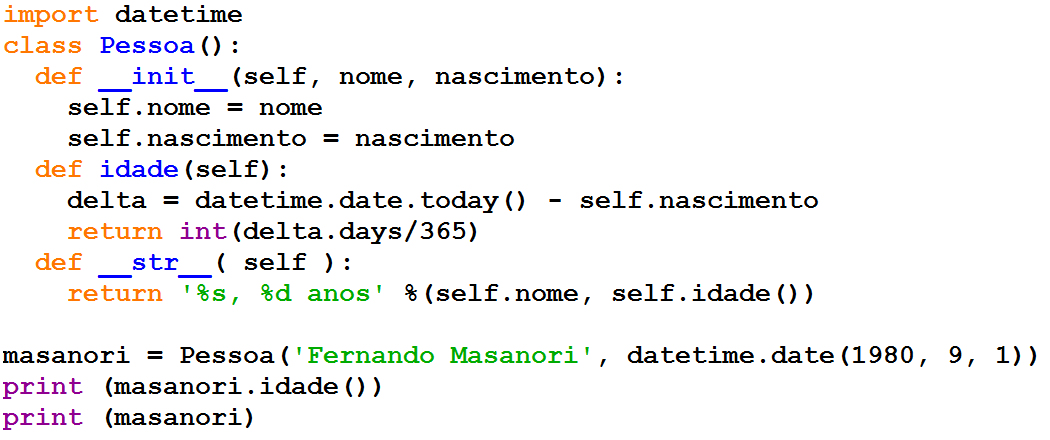 import datetime
class Pessoa():
  def __init__(self, nome, nascimento):
    self.nome = nome
    self.nascimento = nascimento
  def idade(self):
    delta = datetime.date.today() - self.nascimento
    return int(delta.days/365)
  def __str__( self ):
    return '%s, %d anos' %(self.nome, self.idade())

masanori = Pessoa('Fernando Masanori', datetime.date(1980, 9, 1))
print (masanori.idade())
print (masanori)